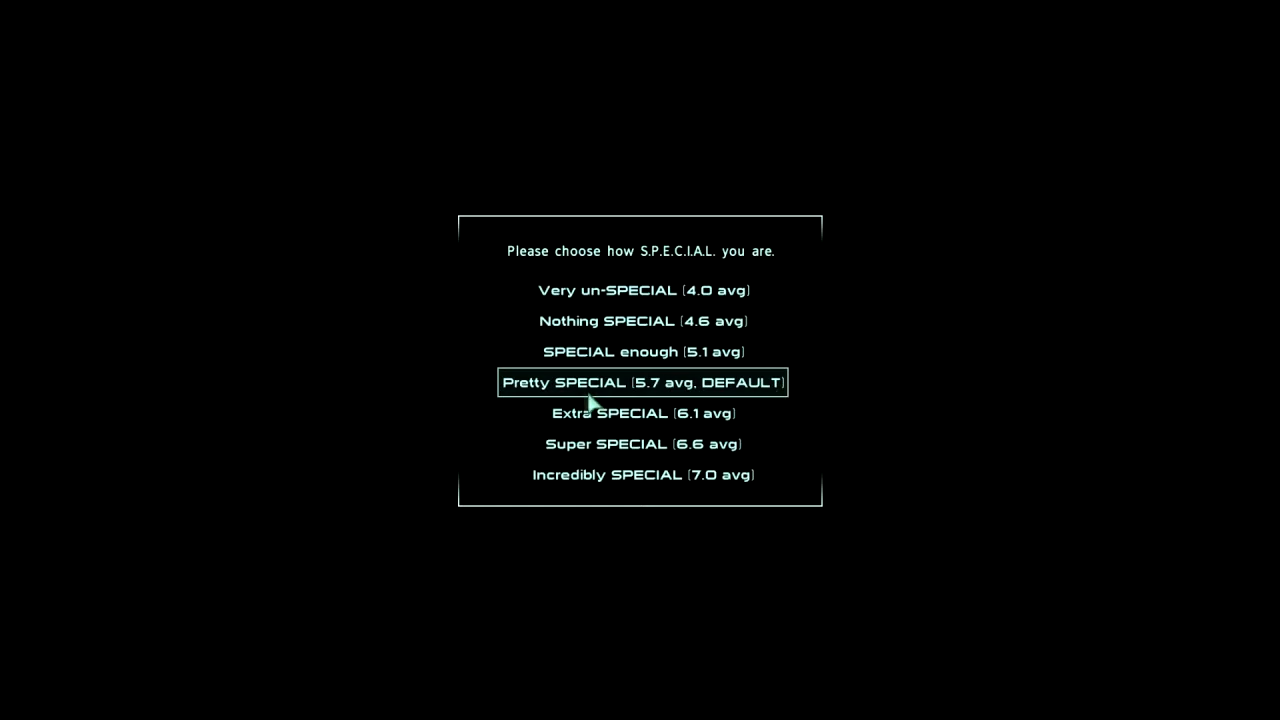 Please choose how S.P.E.C.I.A.L. you are.
Very un-SPECIAL (4.0 avg)
Nothing SPECIAL (4.6 avg)
SPECIAL enough (5.1 avg)
Pretty SPECIAL (5.7 avg, DEFAULT)
Extra SPECIAL (6.1 avg)
Super SPECIAL (6.6 avg)
Incredibly SPECIAL (7.0 avg)